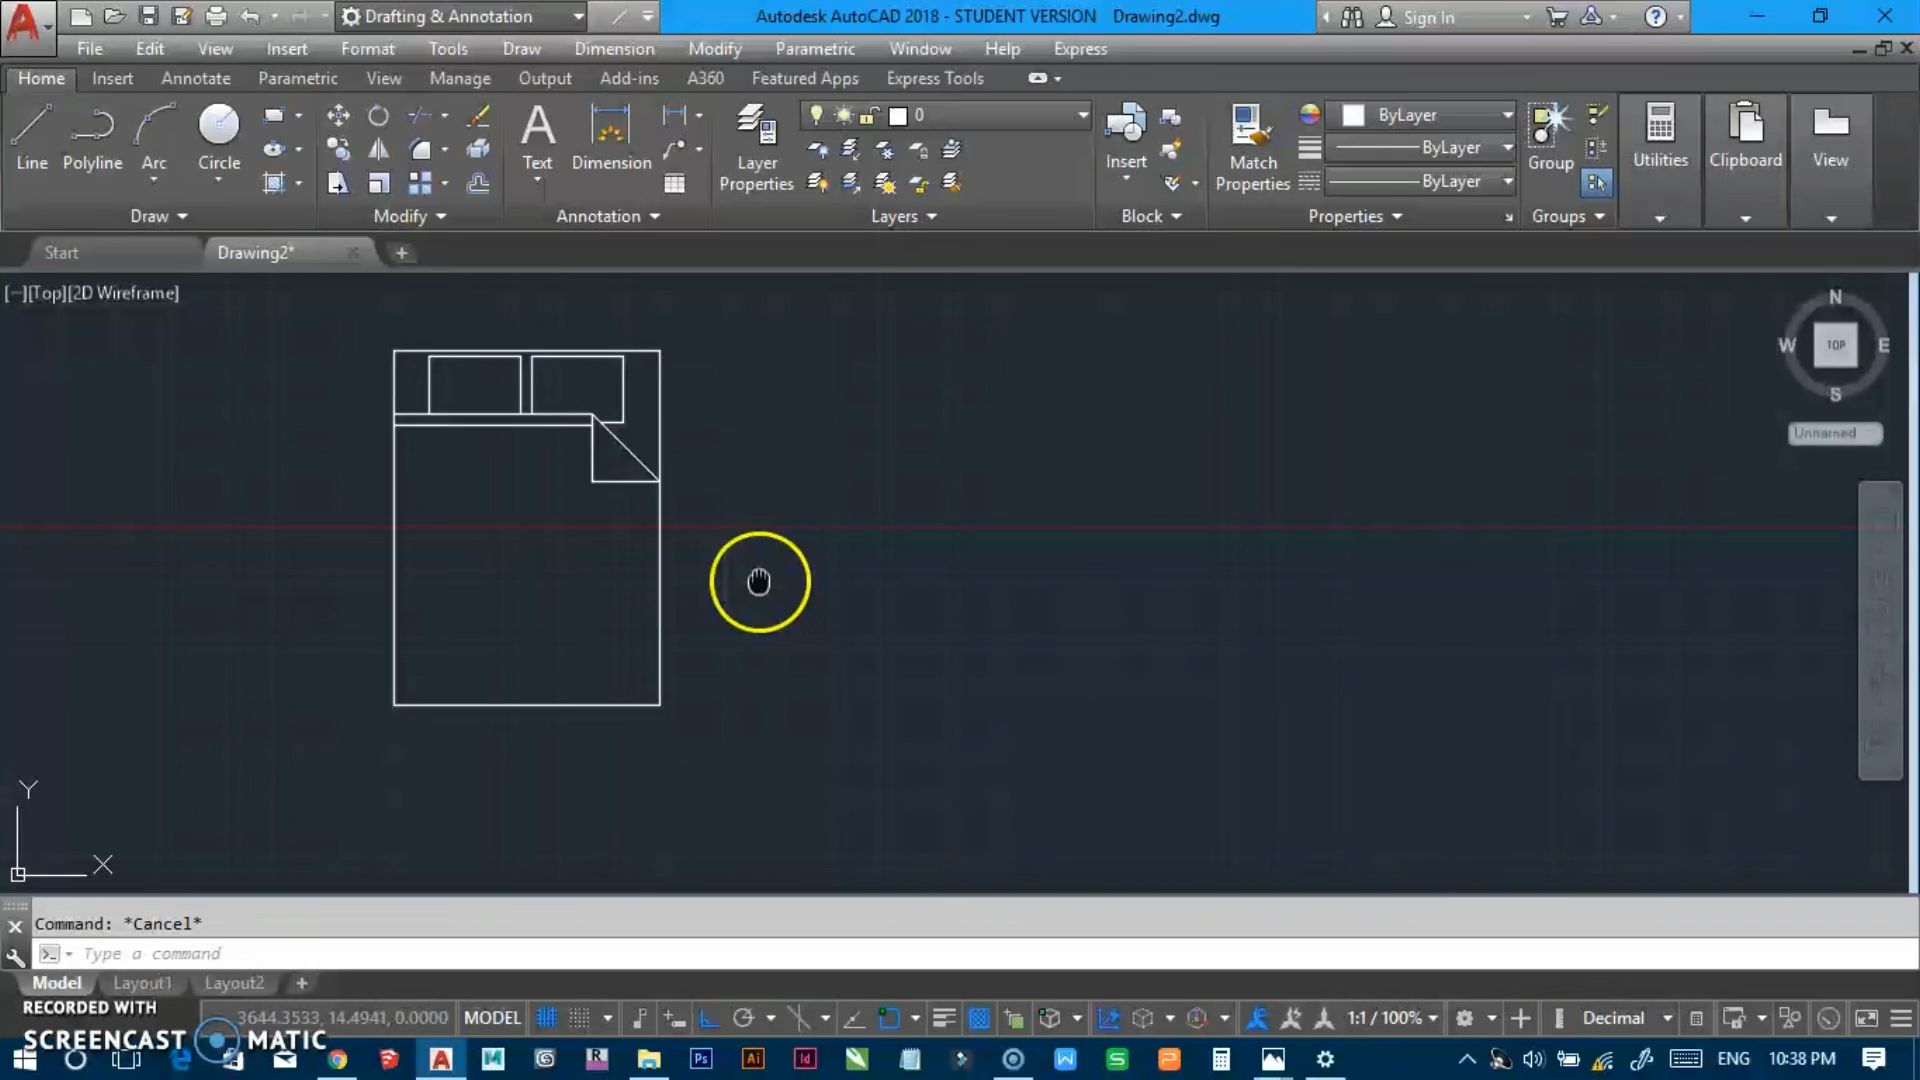 Drafting & Annotation
Autodesk AutoCAD 2018 - STUDENT VERSION Drawing2.dwg
Sign In
File Edit View Insert Format Tools Draw Dimension Modify Parametric Window Help Express
Home Insert Annotate Parametric View Manage Output Add-ins A360 Featured Apps Express Tools
0 ByLayer
ByLayer
ByLayer
Line Polyline Arc Circle Text Dimension Layer Properties Insert Match Properties Group Utilities Clipboard View
Draw Modify Annotation Layers Block Properties Groups
Start Drawing2*
[−][Top][2D Wireframe]
N
W TOP E
S
Unnamed
Y
X
Command: *Cancel*
Type a command
Model Layout1 Layout2
RECORDED WITH
SCREENCAST MATIC
3644.3533, 14.4941, 0.0000 MODEL 1:1 / 100% Decimal
ENG 10:38 PM